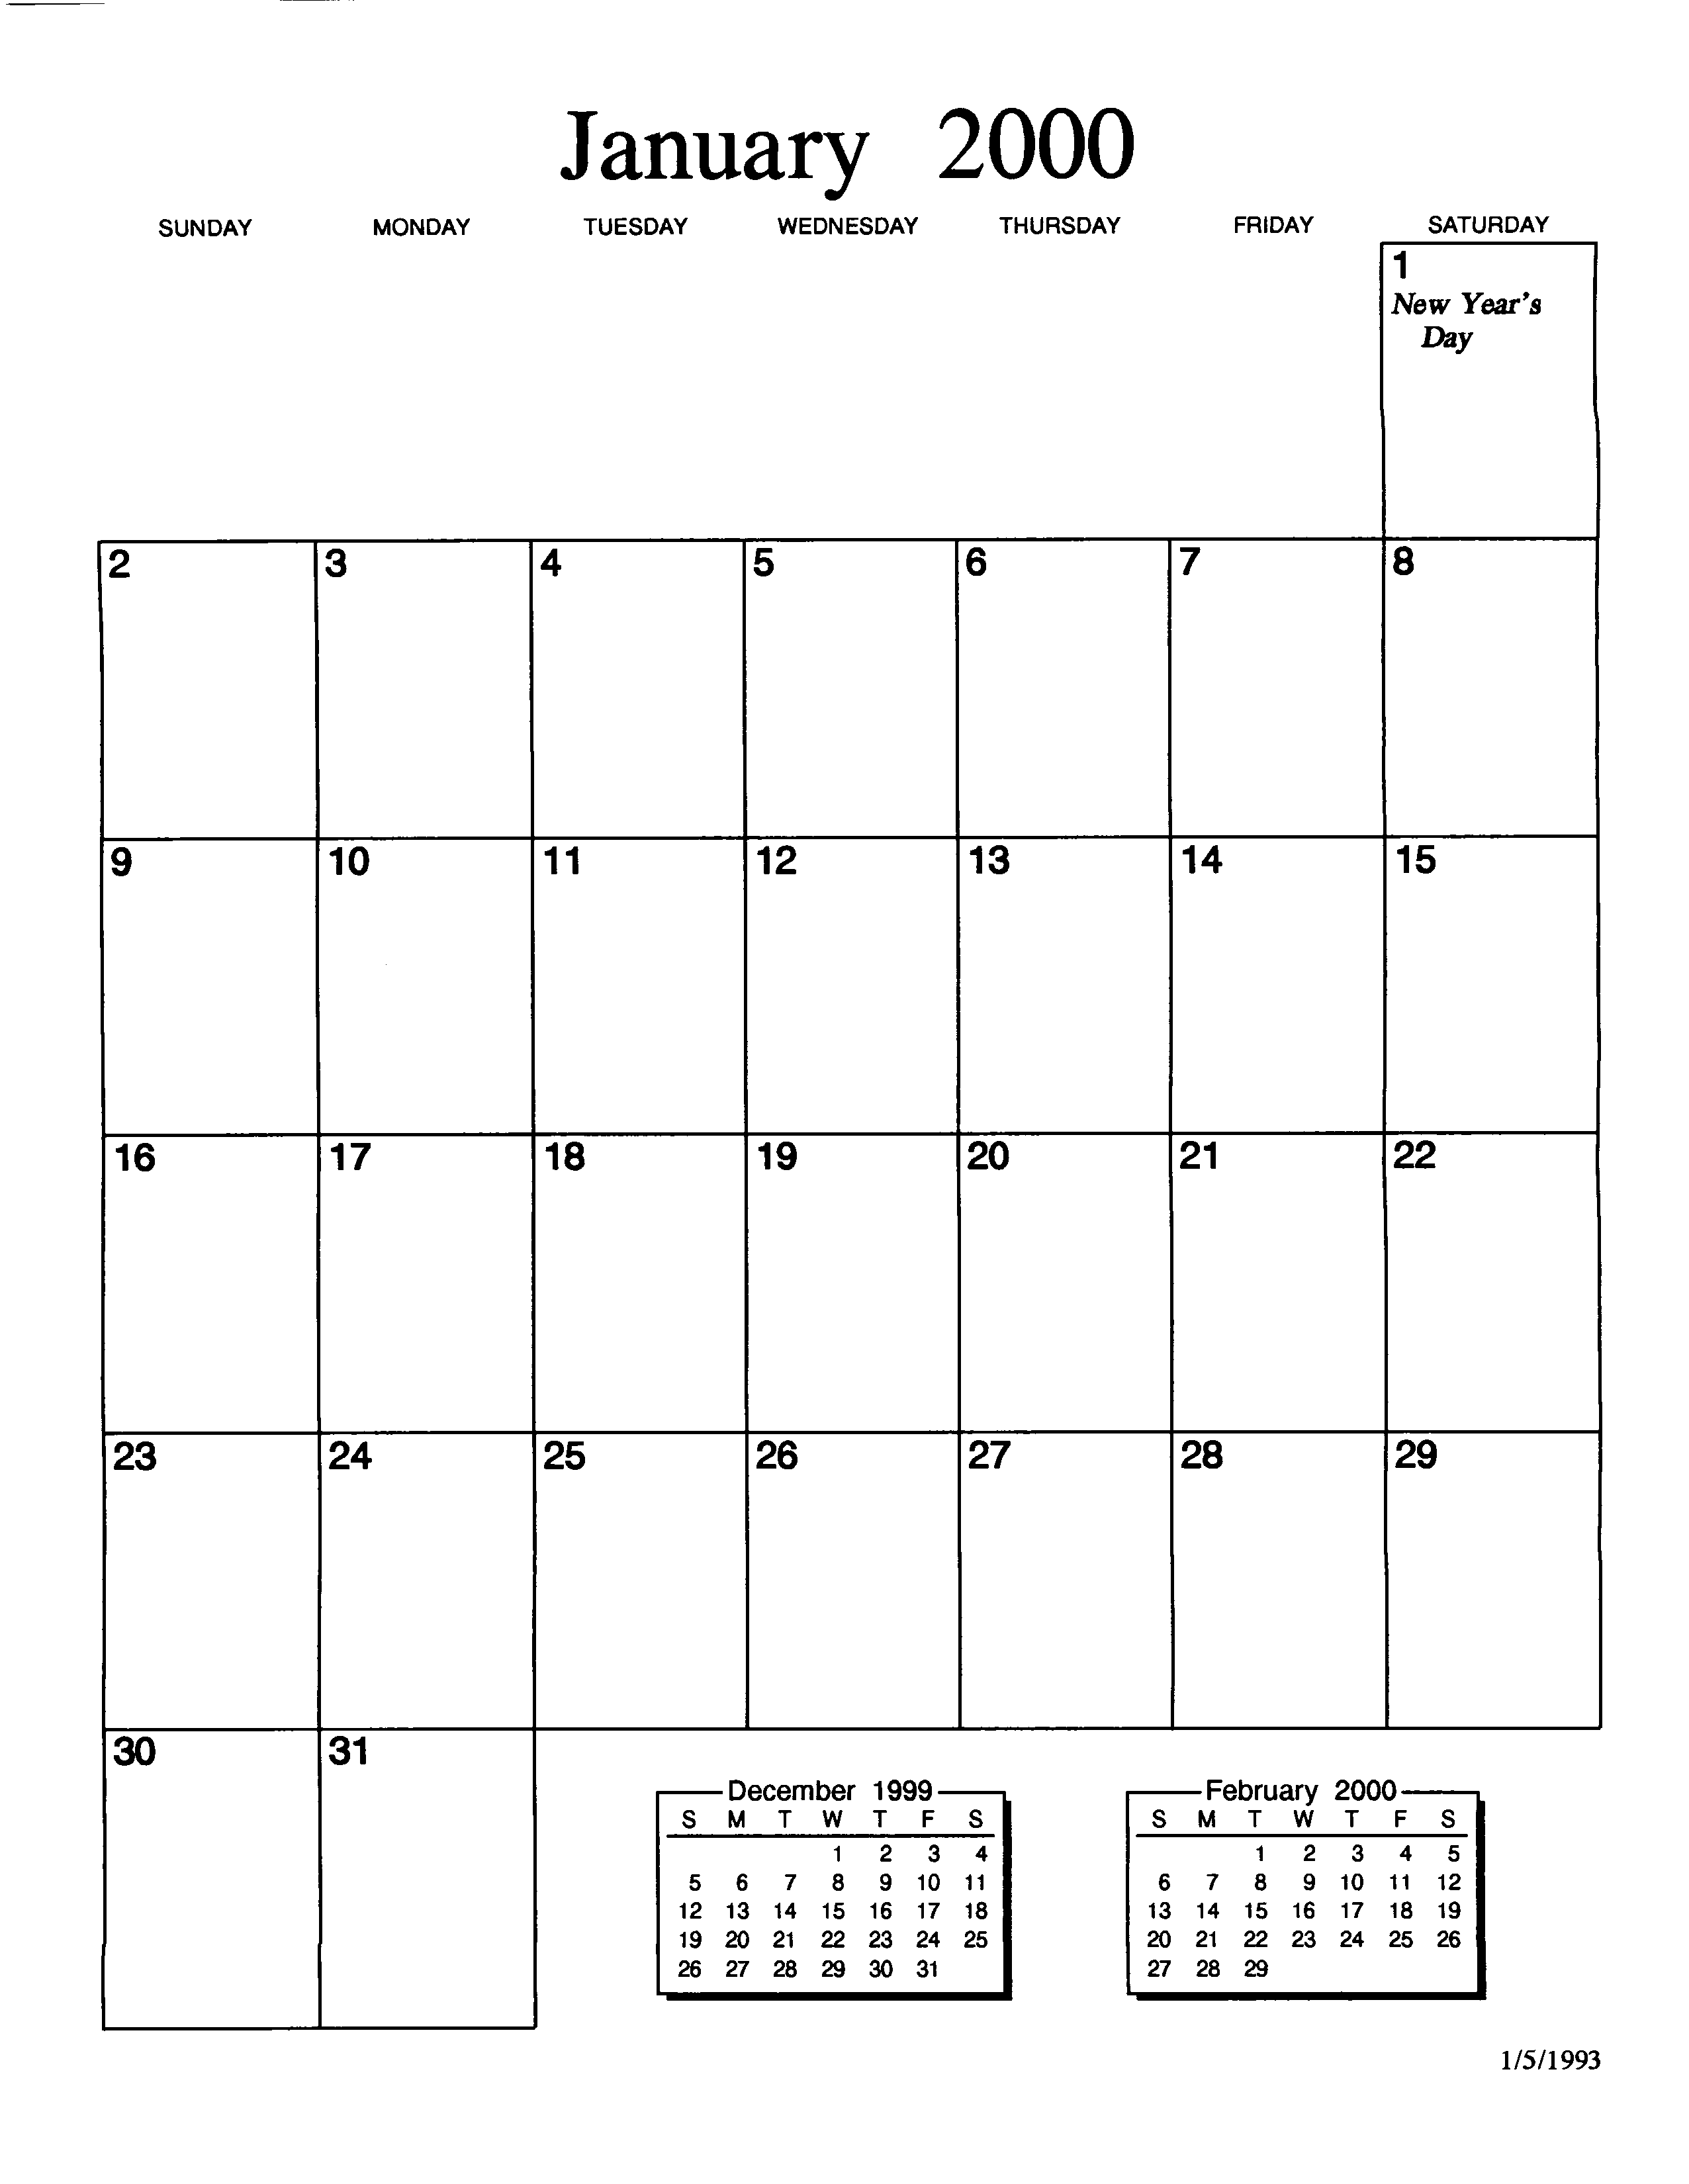 January 2000
SUNDAY MONDAY TUESDAY WEDNESDAY THURSDAY FRIDAY SATURDAY
1
New Year's
Day
2 3 4 5 6 7 8
9 10 11 12 13 14 15
16 17 18 19 20 21 22
23 24 25 26 27 28 29
30 31
December 1999
S M T W T F S
1 2 3 4
5 6 7 8 9 10 11
12 13 14 15 16 17 18
19 20 21 22 23 24 25
26 27 28 29 30 31
February 2000
S M T W T F S
1 2 3 4 5
6 7 8 9 10 11 12
13 14 15 16 17 18 19
20 21 22 23 24 25 26
27 28 29
1/5/1993